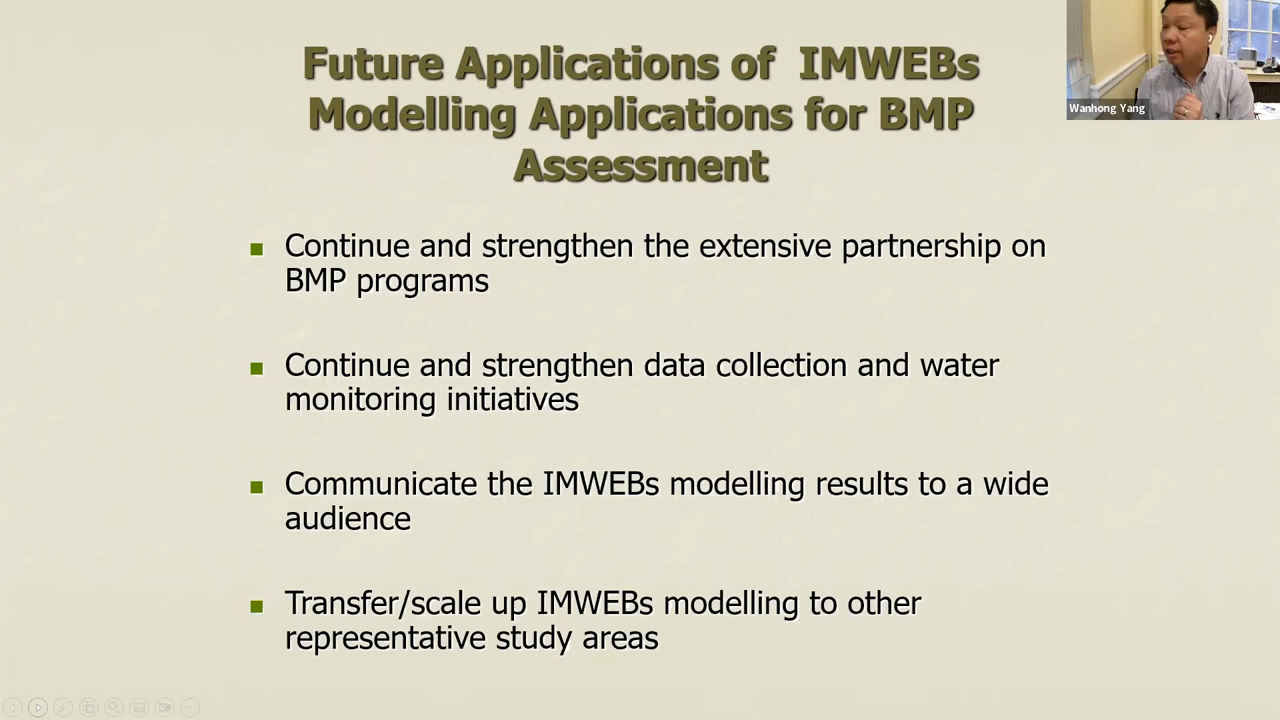 Future Applications of  IMWEBs
Modelling Applications for BMP
Assessment
Wanhong Yang
Continue and strengthen the extensive partnership on
BMP programs
Continue and strengthen data collection and water
monitoring initiatives
Communicate the IMWEBs modelling results to a wide
audience
Transfer/scale up IMWEBs modelling to other
representative study areas